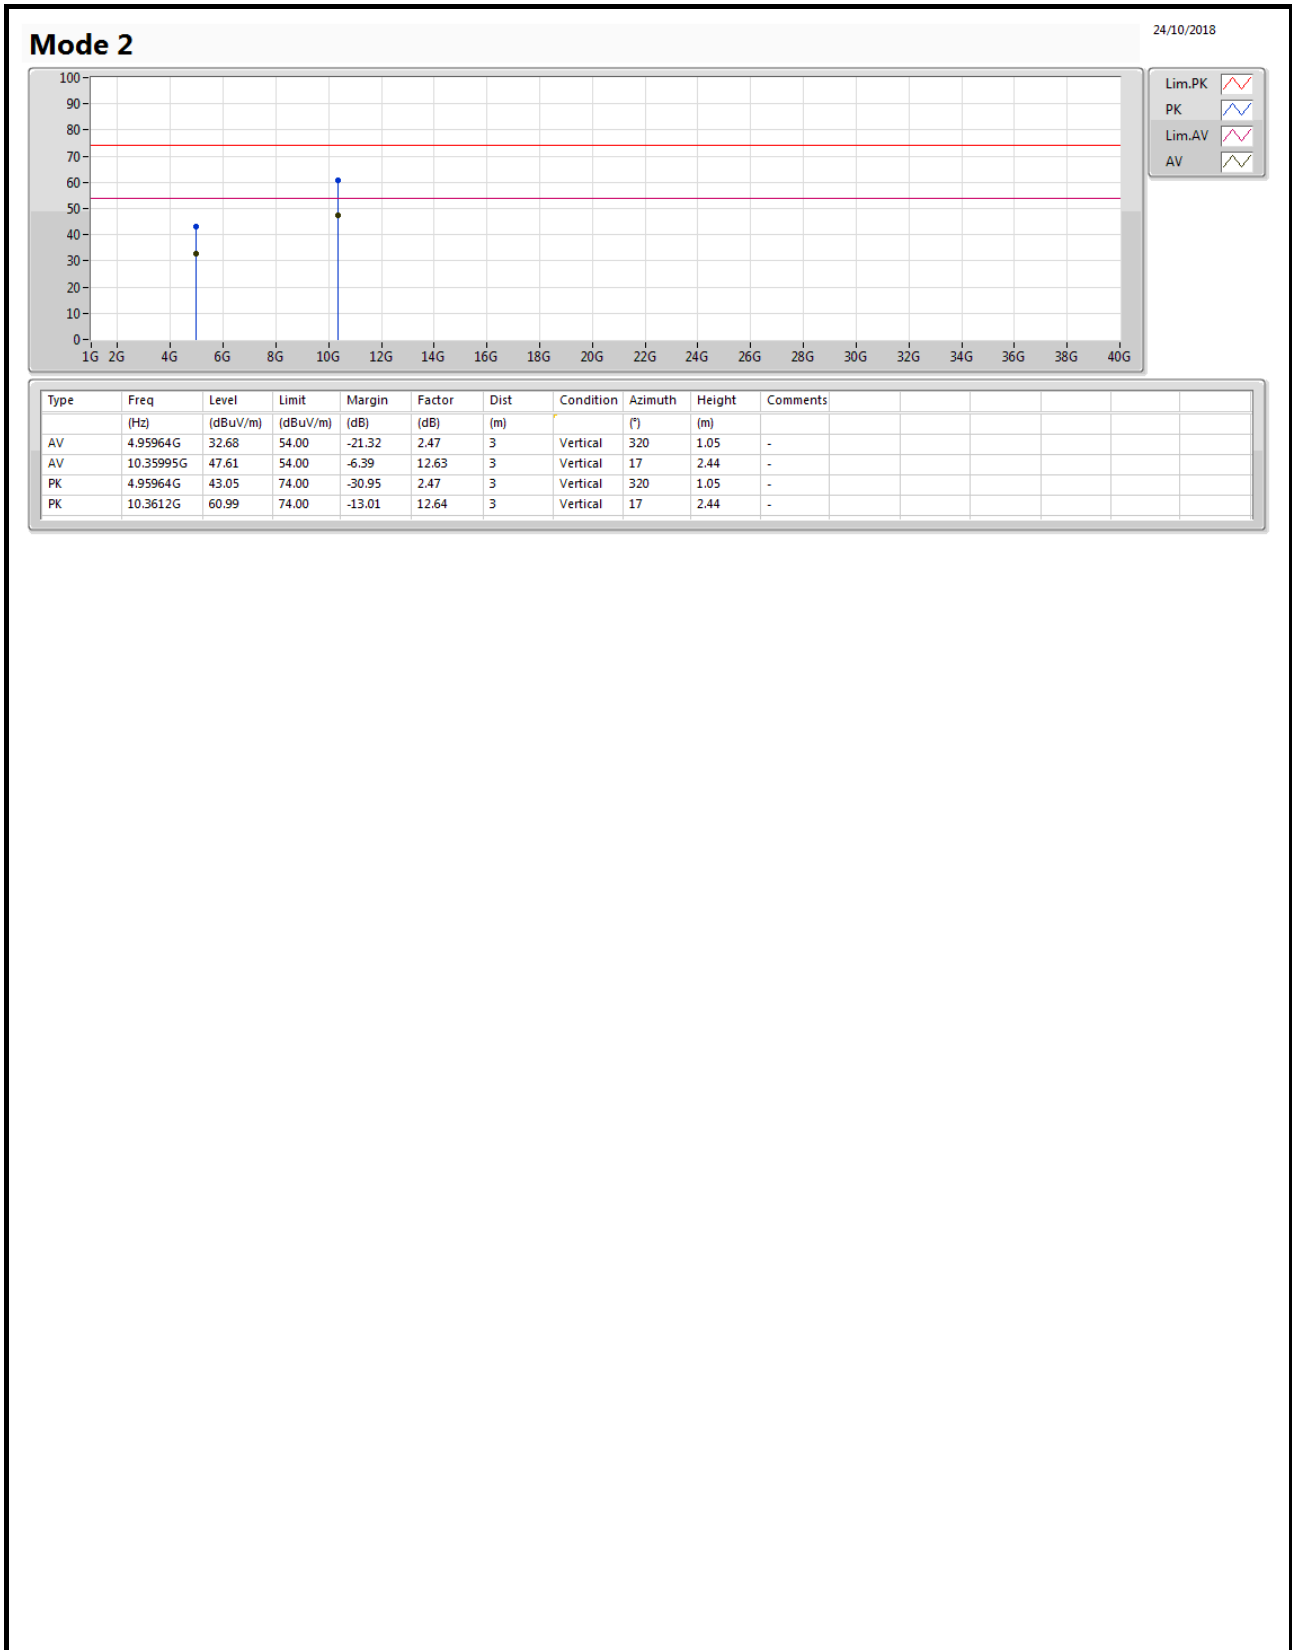 24/10/2018
Mode 2
100
90
80
70
60
50
40
30
20
10
0
1G 2G 4G 6G 8G 10G 12G 14G 16G 18G 20G 22G 24G 26G 28G 30G 32G 34G 36G 38G 40G
Lim.PK
PK
Lim.AV
AV
Type Freq Level Limit Margin Factor Dist Condition Azimuth Height Comments
(Hz) (dBuV/m) (dBuV/m) (dB) (dB) (m) (°) (m)
AV 4.95964G 32.68 54.00 -21.32 2.47 3 Vertical 320 1.05 -
AV 10.35995G 47.61 54.00 -6.39 12.63 3 Vertical 17 2.44 -
PK 4.95964G 43.05 74.00 -30.95 2.47 3 Vertical 320 1.05 -
PK 10.3612G 60.99 74.00 -13.01 12.64 3 Vertical 17 2.44 -